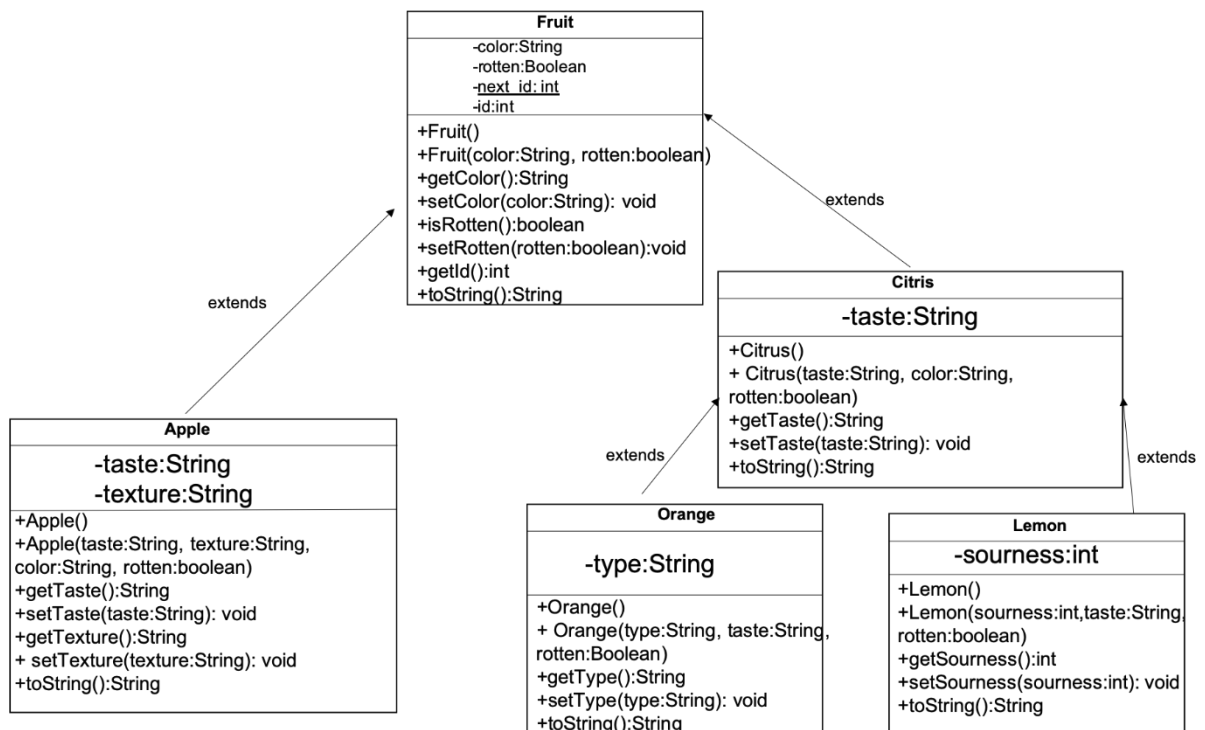 Fruit
-color:String
-rotten:Boolean
-next_id: int
-id:int
+Fruit()
+Fruit(color:String, rotten:boolean)
+getColor():String
+setColor(color:String): void
+isRotten():boolean
+setRotten(rotten:boolean):void
+getId():int
+toString():String
extends
extends
Citris
-taste:String
+Citrus()
+ Citrus(taste:String, color:String,
rotten:boolean)
+getTaste():String
+setTaste(taste:String): void
+toString():String
Apple
-taste:String
-texture:String
+Apple()
+Apple(taste:String, texture:String,
color:String, rotten:boolean)
+getTaste():String
+setTaste(taste:String): void
+getTexture():String
+ setTexture(texture:String): void
+toString():String
extends
extends
Orange
-type:String
+Orange()
+ Orange(type:String, taste:String,
rotten:Boolean)
+getType():String
+setType(type:String): void
+toString():String
Lemon
-sourness:int
+Lemon()
+Lemon(sourness:int,taste:String,
rotten:boolean)
+getSourness():int
+setSourness(sourness:int): void
+toString():String